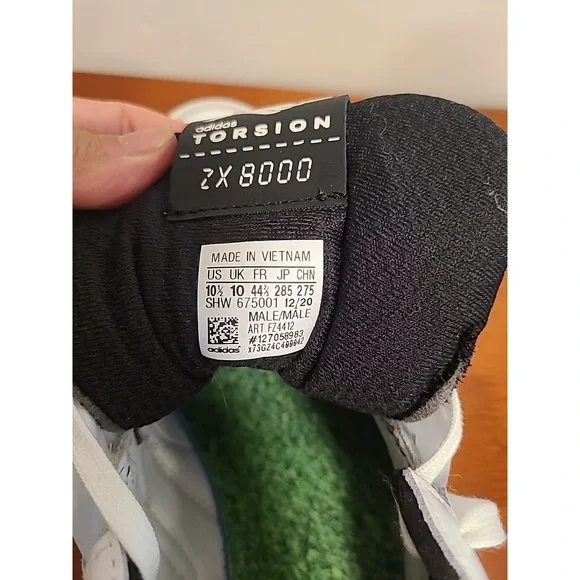 adidas
TORSION
ZX 8000
MADE IN VIETNAM
US UK FR JP CHN
10½ 10 44⅔ 285 275
SHW 675001 12/20
MALE/MÂLE
ART FZ4412
#127058983
adidas